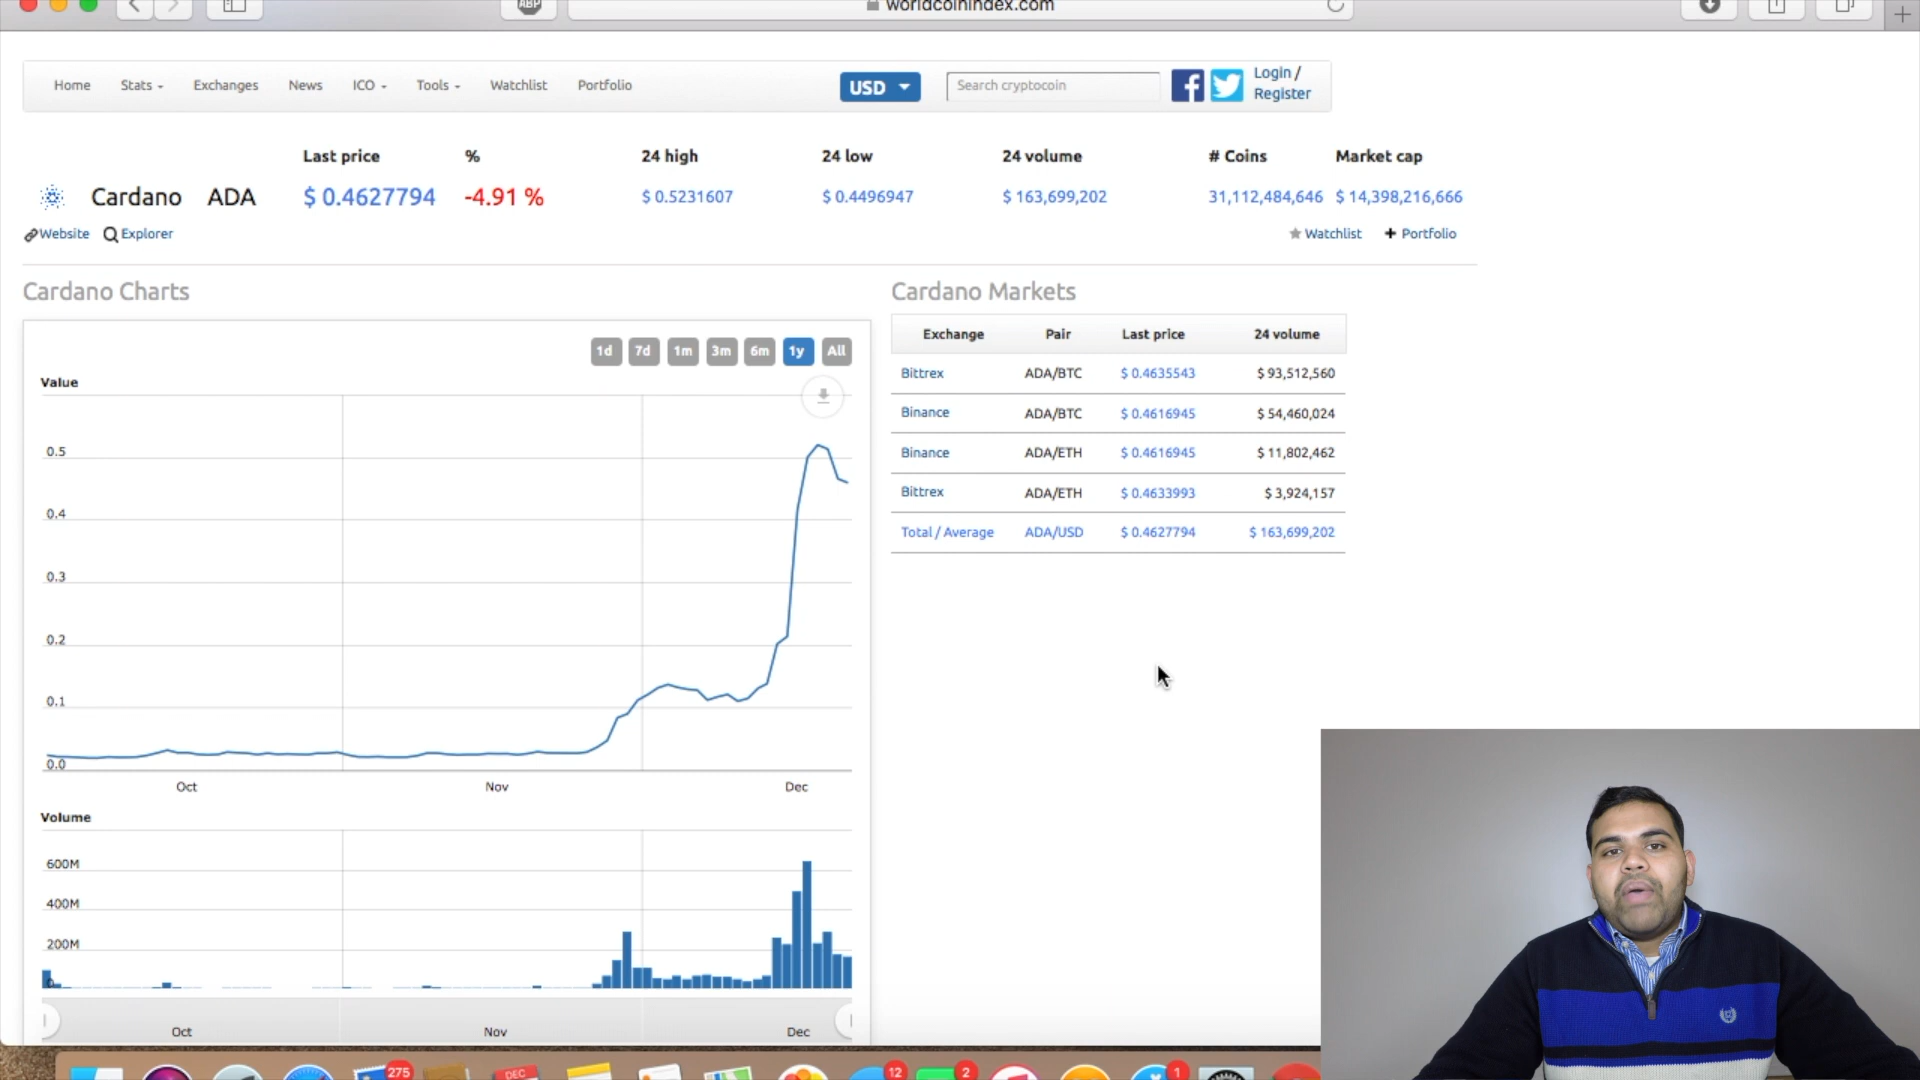 worldcoinindex.com
ABP
Home Stats Exchanges News ICO Tools Watchlist Portfolio USD Search cryptocoin Login / Register
Last price % 24 high 24 low 24 volume # Coins Market cap
Cardano ADA $ 0.4627794 -4.91 % $ 0.5231607 $ 0.4496947 $ 163,699,202 31,112,484,646 $ 14,398,216,666
Website Explorer Watchlist + Portfolio
Cardano Charts
1d 7d 1m 3m 6m 1y All
Value
0.5
0.4
0.3
0.2
0.1
0.0
Oct Nov Dec
Volume
600M
400M
200M
0
Oct Nov Dec
Cardano Markets
Exchange Pair Last price 24 volume
Bittrex ADA/BTC $ 0.4635543 $ 93,512,560
Binance ADA/BTC $ 0.4616945 $ 54,460,024
Binance ADA/ETH $ 0.4616945 $ 11,802,462
Bittrex ADA/ETH $ 0.4633993 $ 3,924,157
Total / Average ADA/USD $ 0.4627794 $ 163,699,202
275 DEC 12 2 1